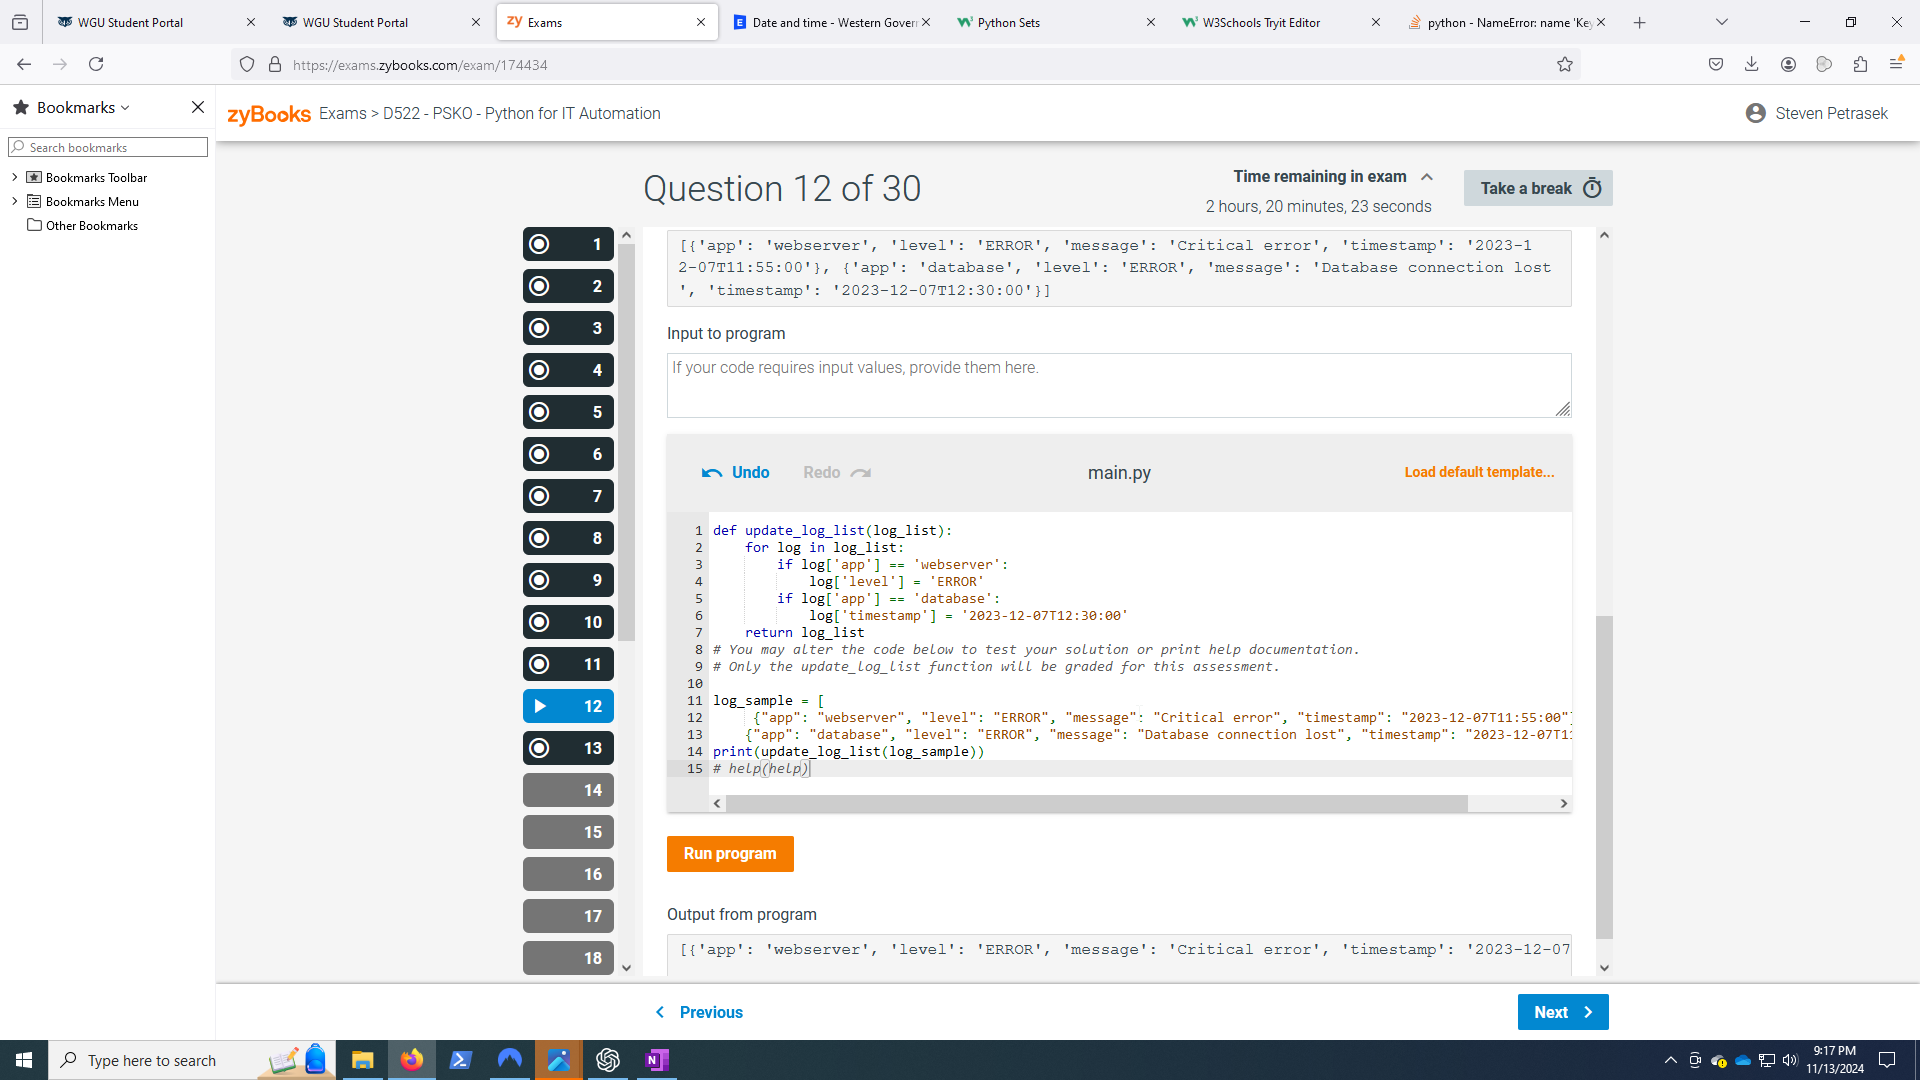 WGU Student Portal
WGU Student Portal
zy Exams
Date and time - Western Govern
Python Sets
W3Schools Tryit Editor
python - NameError: name 'Key
https://exams.zybooks.com/exam/174434
Bookmarks
Search bookmarks
Bookmarks Toolbar
Bookmarks Menu
Other Bookmarks
zyBooks Exams > D522 - PSKO - Python for IT Automation
Steven Petrasek
Question 12 of 30
Time remaining in exam
2 hours, 20 minutes, 23 seconds
Take a break
1
2
3
4
5
6
7
8
9
10
11
12
13
14
15
16
17
18
[{'app': 'webserver', 'level': 'ERROR', 'message': 'Critical error', 'timestamp': '2023-1
2-07T11:55:00'}, {'app': 'database', 'level': 'ERROR', 'message': 'Database connection lost
', 'timestamp': '2023-12-07T12:30:00'}]
Input to program
If your code requires input values, provide them here.
Undo
Redo
main.py
Load default template...
1 def update_log_list(log_list):
2     for log in log_list:
3         if log['app'] == 'webserver':
4             log['level'] = 'ERROR'
5         if log['app'] == 'database':
6             log['timestamp'] = '2023-12-07T12:30:00'
7     return log_list
8 # You may alter the code below to test your solution or print help documentation.
9 # Only the update_log_list function will be graded for this assessment.
10
11 log_sample = [
12      {"app": "webserver", "level": "ERROR", "message": "Critical error", "timestamp": "2023-12-07T11:55:00"}
13     {"app": "database", "level": "ERROR", "message": "Database connection lost", "timestamp": "2023-12-07T11
14 print(update_log_list(log_sample))
15 # help(help)
Run program
Output from program
[{'app': 'webserver', 'level': 'ERROR', 'message': 'Critical error', 'timestamp': '2023-12-07
Previous
Next
Type here to search
9:17 PM
11/13/2024